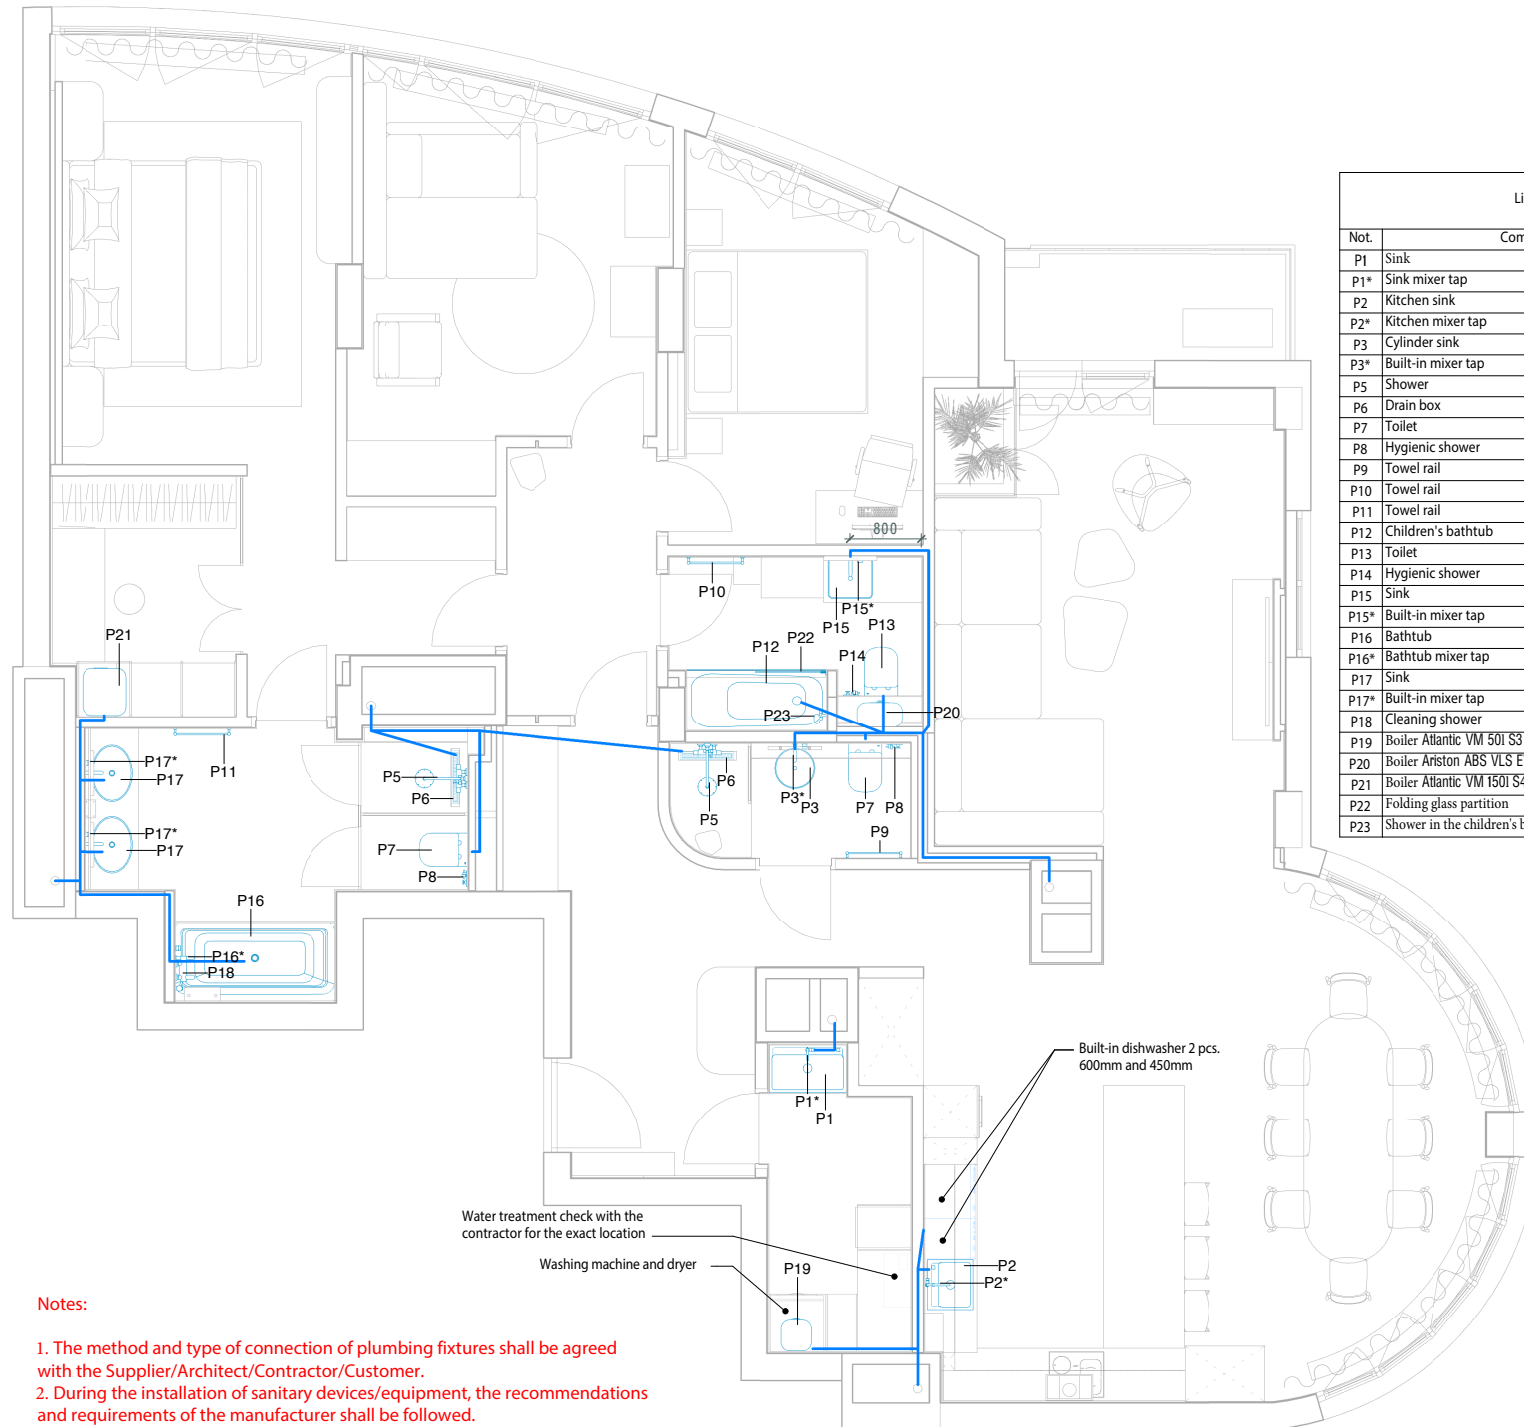 Li
Not. Com
P1 Sink
P1* Sink mixer tap
P2 Kitchen sink
P2* Kitchen mixer tap
P3 Cylinder sink
P3* Built-in mixer tap
P5 Shower
P6 Drain box
P7 Toilet
P8 Hygienic shower
P9 Towel rail
P10 Towel rail
P11 Towel rail
P12 Children's bathtub
P13 Toilet
P14 Hygienic shower
P15 Sink
P15* Built-in mixer tap
P16 Bathtub
P16* Bathtub mixer tap
P17 Sink
P17* Built-in mixer tap
P18 Cleaning shower
P19 Boiler Atlantic VM 50l S3
P20 Boiler Ariston ABS VLS E
P21 Boiler Atlantic VM 150l S4
P22 Folding glass partition
P23 Shower in the children's b
800
P10
P15*
P15
P13
P21
P22
P12
P14
P23
P20
P17*
P17
P11
P5
P6
P6
P3*
P3
P7
P8
P5
P17*
P17
P7
P9
P8
P16
P16*
P18
Built-in dishwasher 2 pcs.
600mm and 450mm
P1*
P1
Water treatment check with the
contractor for the exact location
Washing machine and dryer
P19
P2
P2*
Notes:
1. The method and type of connection of plumbing fixtures shall be agreed
with the Supplier/Architect/Contractor/Customer.
2. During the installation of sanitary devices/equipment, the recommendations
and requirements of the manufacturer shall be followed.